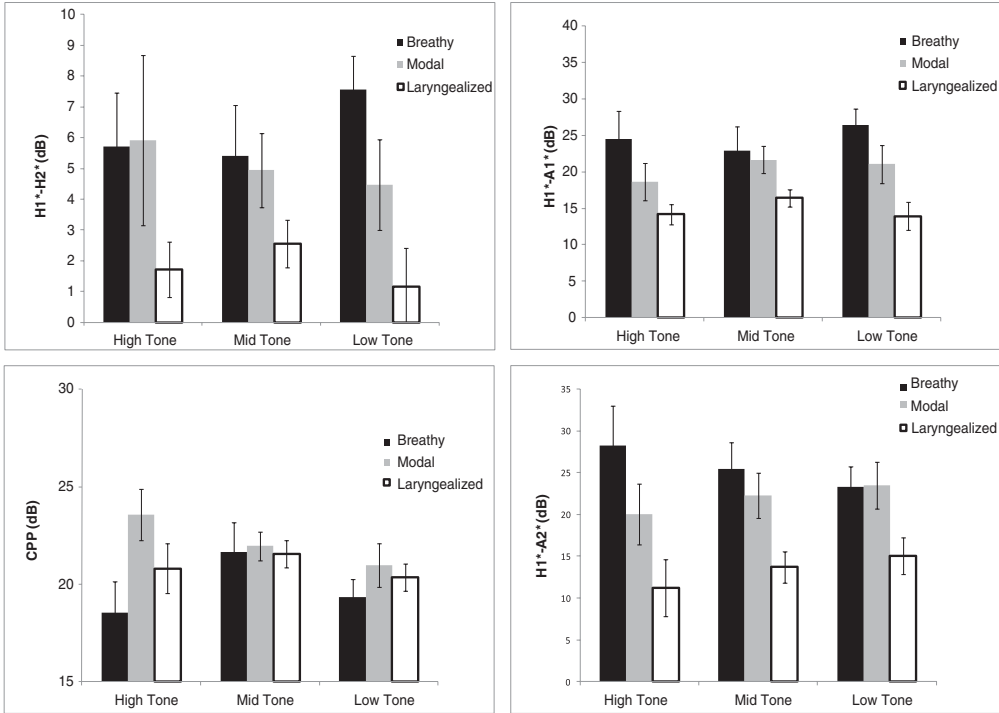 10
9
8
7
6
5
4
3
2
1
0
H1*-H2* (dB)
Breathy
Modal
Laryngealized
High Tone Mid Tone Low Tone
40
35
30
25
20
15
10
5
0
H1*-A1* (dB)
Breathy
Modal
Laryngealized
High Tone Mid Tone Low Tone
30
25
20
15
CPP (dB)
Breathy
Modal
Laryngealized
High Tone Mid Tone Low Tone
35
30
25
20
15
10
5
0
H1*-A2* (dB)
Breathy
Modal
Laryngealized
High Tone Mid Tone Low Tone